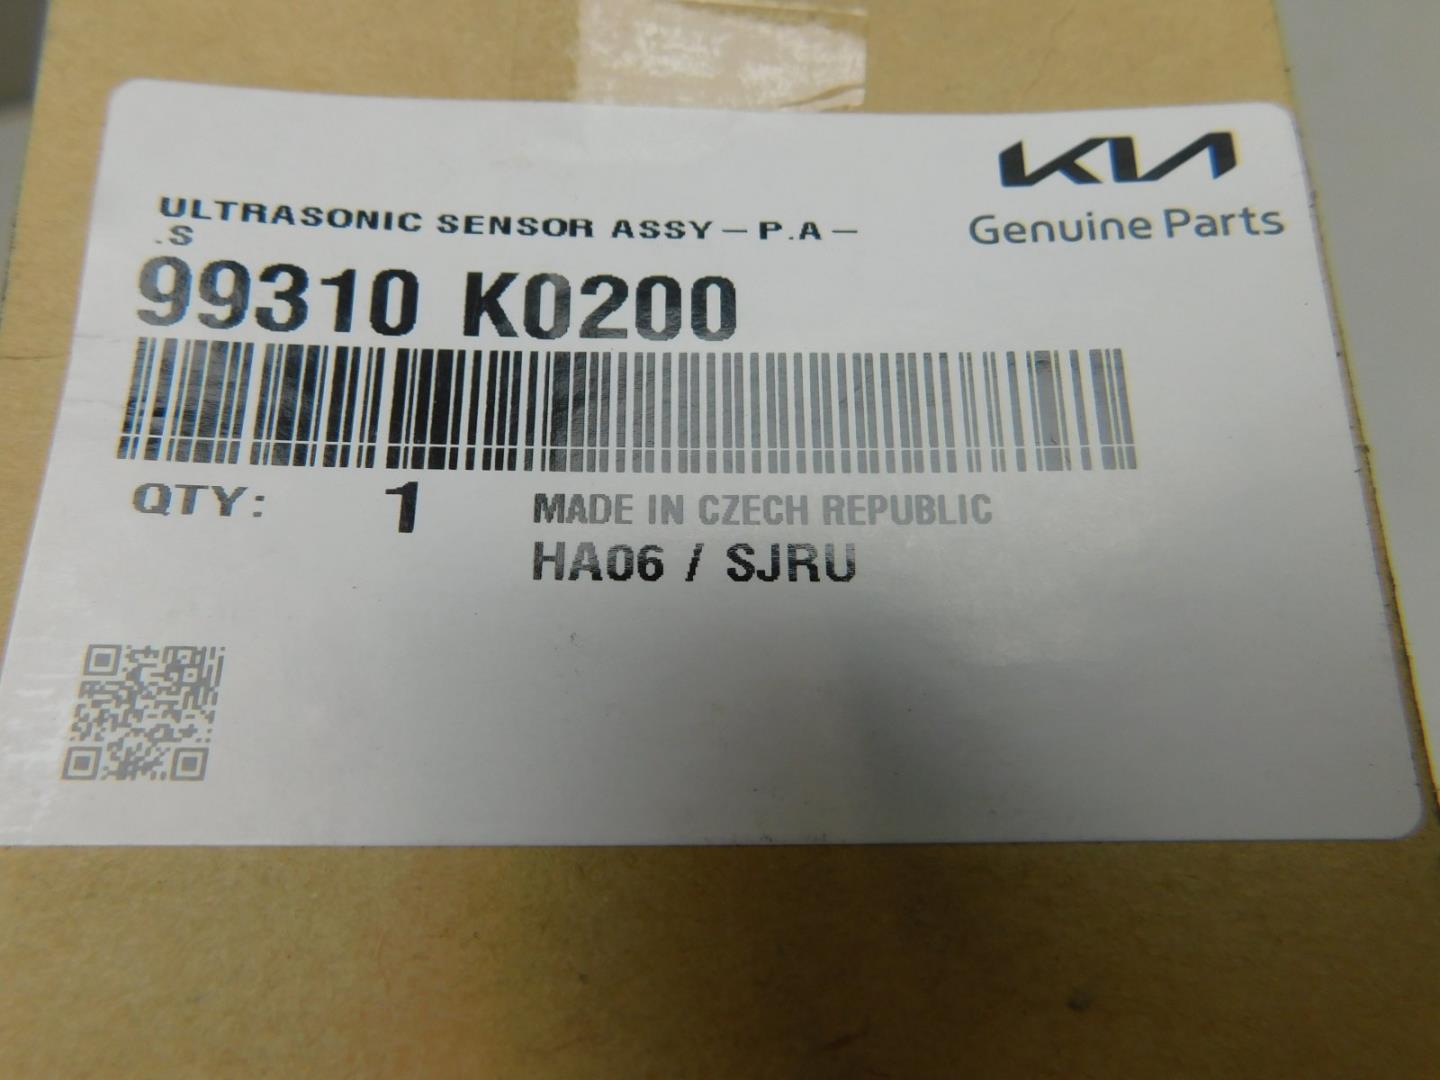 KIA
Genuine Parts
ULTRASONIC SENSOR ASSY-P.A-
.S
99310 K0200
QTY: 1
MADE IN CZECH REPUBLIC
HA06 / SJRU